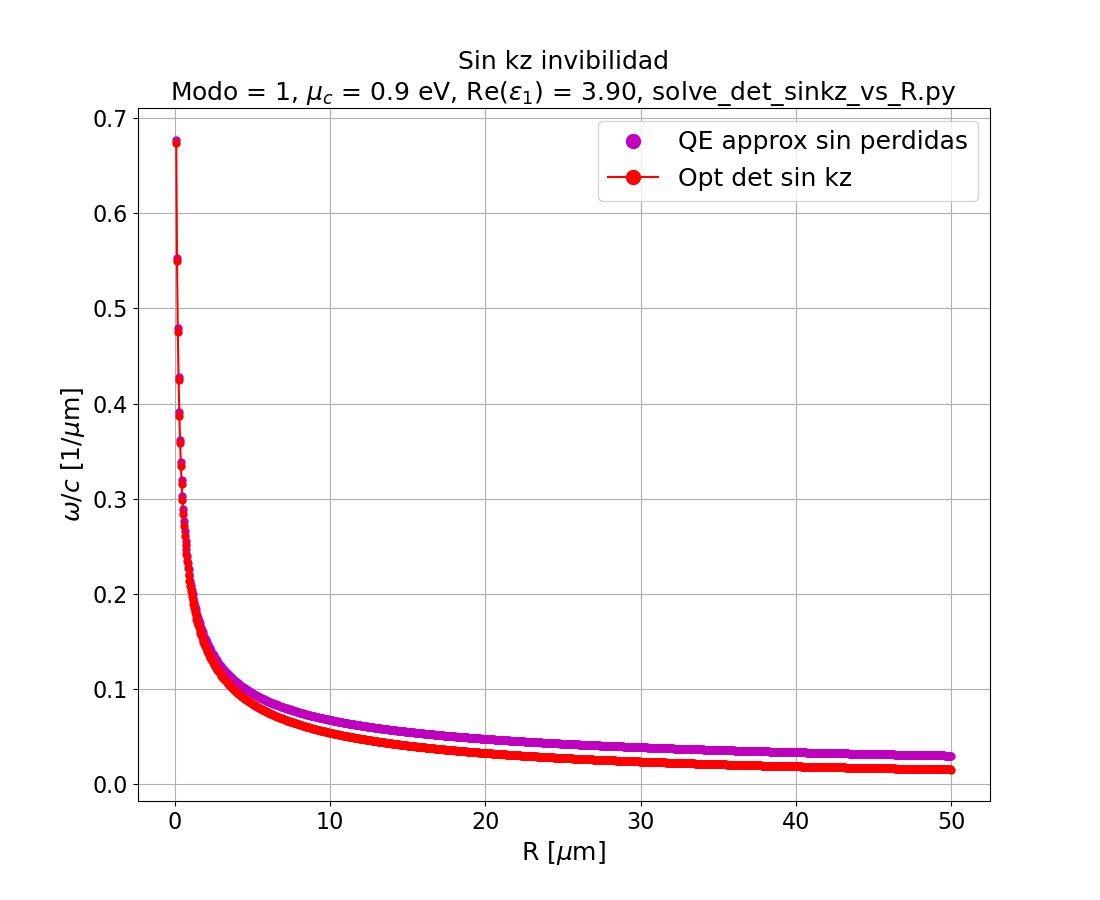 Sin kz invibilidad
Modo = 1, μ_c = 0.9 eV, Re(ε_1) = 3.90, solve_det_sinkz_vs_R.py
QE approx sin perdidas
Opt det sin kz
0.7
0.6
0.5
0.4
0.3
0.2
0.1
0.0
ω/c [1/μm]
0 10 20 30 40 50
R [μm]